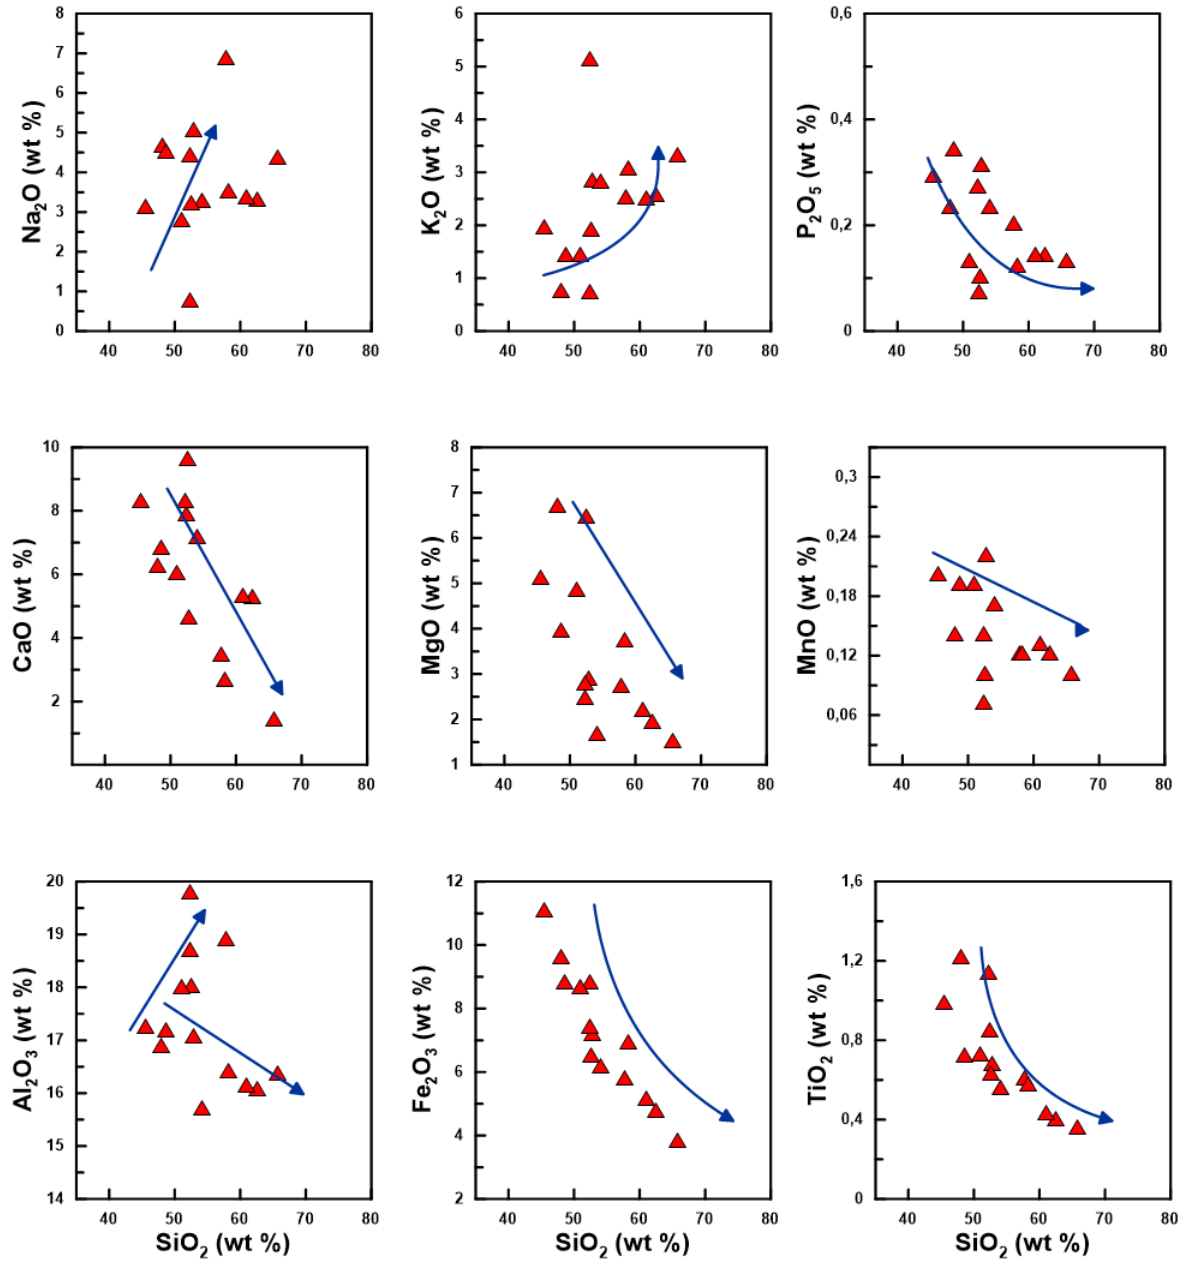 Na₂O (wt %)
8
7
6
5
4
3
2
1
0
40 50 60 70 80
K₂O (wt %)
6
5
4
3
2
1
0
40 50 60 70 80
P₂O₅ (wt %)
0,6
0,4
0,2
0
40 50 60 70 80
CaO (wt %)
10
8
6
4
2
40 50 60 70 80
MgO (wt %)
8
7
6
5
4
3
2
1
40 50 60 70 80
MnO (wt %)
0,3
0,24
0,18
0,12
0,06
40 50 60 70 80
Al₂O₃ (wt %)
20
19
18
17
16
15
14
40 50 60 70 80
SiO₂ (wt %)
Fe₂O₃ (wt %)
12
10
8
6
4
2
40 50 60 70 80
SiO₂ (wt %)
TiO₂ (wt %)
1,6
1,2
0,8
0,4
0
40 50 60 70 80
SiO₂ (wt %)